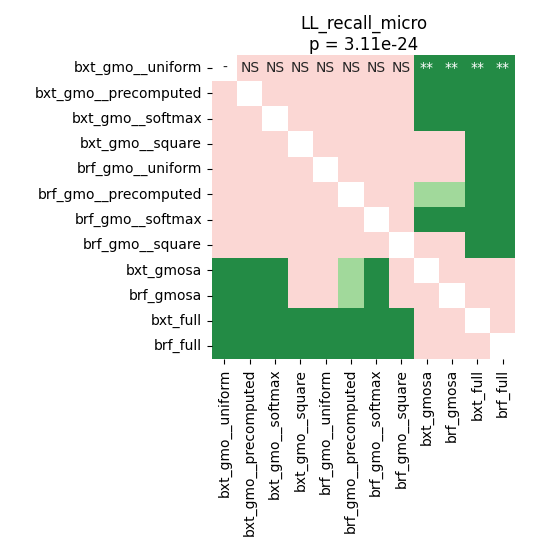 LL_recall_micro
p = 3.11e-24
bxt_gmo__uniform - NS NS NS NS NS NS NS ** ** ** **
bxt_gmo__precomputed
bxt_gmo__softmax
bxt_gmo__square
brf_gmo__uniform
brf_gmo__precomputed
brf_gmo__softmax
brf_gmo__square
bxt_gmosa
brf_gmosa
bxt_full
brf_full
bxt_gmo__uniform
bxt_gmo__precomputed
bxt_gmo__softmax
bxt_gmo__square
brf_gmo__uniform
brf_gmo__precomputed
brf_gmo__softmax
brf_gmo__square
bxt_gmosa
brf_gmosa
bxt_full
brf_full